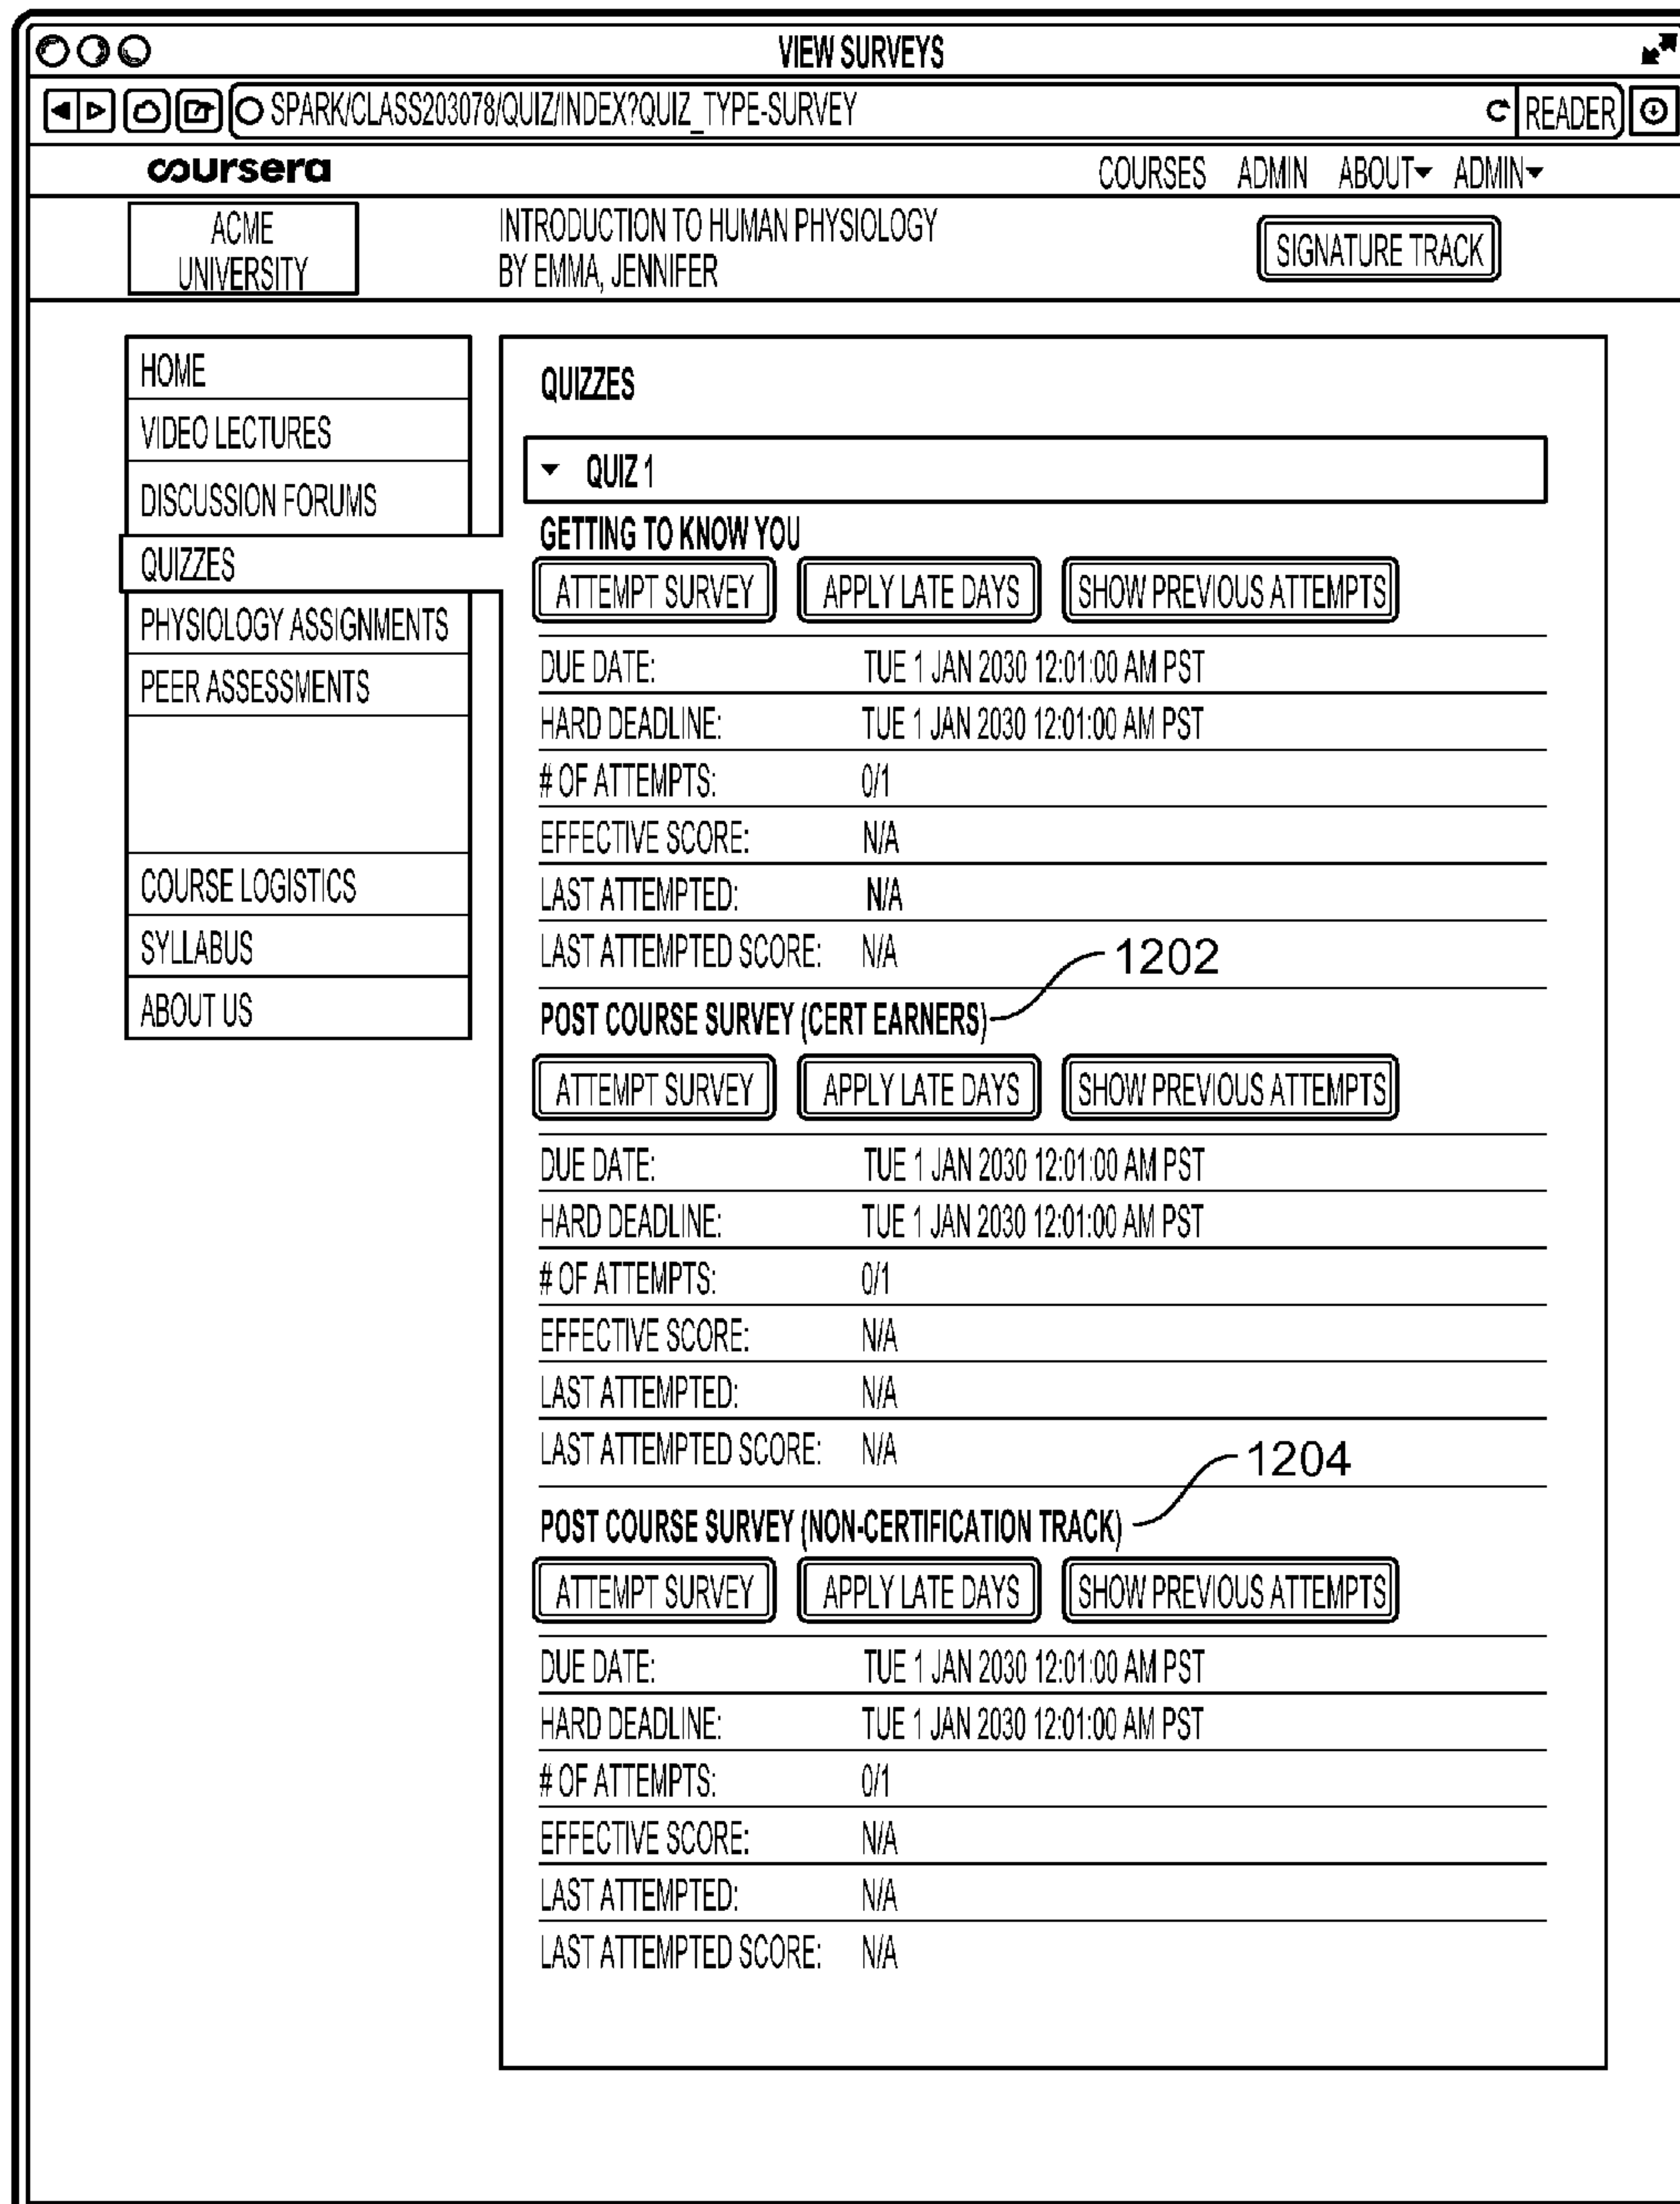 VIEW SURVEYS
SPARK/CLASS203078/QUIZ/INDEX?QUIZ_TYPE-SURVEY READER
coursera COURSES ADMIN ABOUT ADMIN
ACME
UNIVERSITY
INTRODUCTION TO HUMAN PHYSIOLOGY
BY EMMA, JENNIFER
SIGNATURE TRACK
HOME
VIDEO LECTURES
DISCUSSION FORUMS
QUIZZES
PHYSIOLOGY ASSIGNMENTS
PEER ASSESSMENTS
COURSE LOGISTICS
SYLLABUS
ABOUT US
QUIZZES
QUIZ 1
GETTING TO KNOW YOU
ATTEMPT SURVEY APPLY LATE DAYS SHOW PREVIOUS ATTEMPTS
DUE DATE: TUE 1 JAN 2030 12:01:00 AM PST
HARD DEADLINE: TUE 1 JAN 2030 12:01:00 AM PST
# OF ATTEMPTS: 0/1
EFFECTIVE SCORE: N/A
LAST ATTEMPTED: N/A
LAST ATTEMPTED SCORE: N/A
1202
POST COURSE SURVEY (CERT EARNERS)
ATTEMPT SURVEY APPLY LATE DAYS SHOW PREVIOUS ATTEMPTS
DUE DATE: TUE 1 JAN 2030 12:01:00 AM PST
HARD DEADLINE: TUE 1 JAN 2030 12:01:00 AM PST
# OF ATTEMPTS: 0/1
EFFECTIVE SCORE: N/A
LAST ATTEMPTED: N/A
LAST ATTEMPTED SCORE: N/A
1204
POST COURSE SURVEY (NON-CERTIFICATION TRACK)
ATTEMPT SURVEY APPLY LATE DAYS SHOW PREVIOUS ATTEMPTS
DUE DATE: TUE 1 JAN 2030 12:01:00 AM PST
HARD DEADLINE: TUE 1 JAN 2030 12:01:00 AM PST
# OF ATTEMPTS: 0/1
EFFECTIVE SCORE: N/A
LAST ATTEMPTED: N/A
LAST ATTEMPTED SCORE: N/A